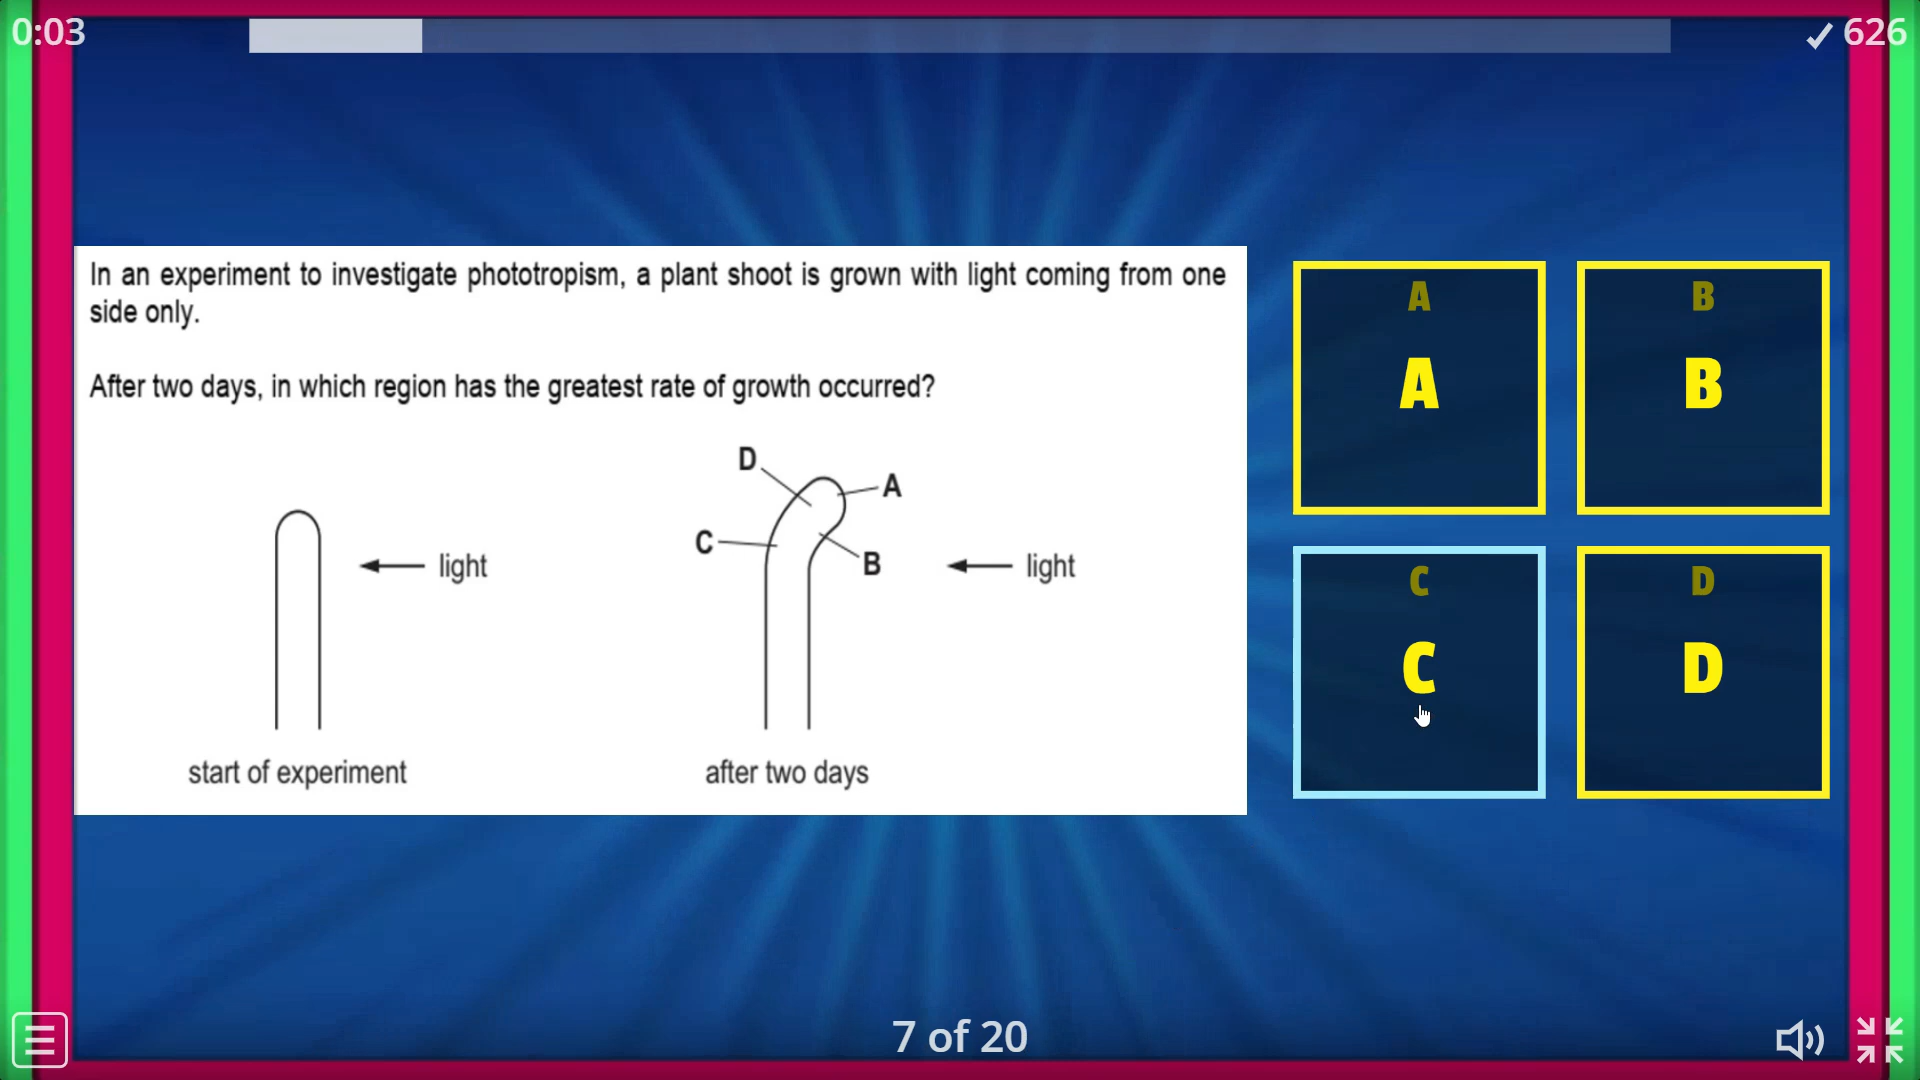 0:03
626
In an experiment to investigate phototropism, a plant shoot is grown with light coming from one
side only.
After two days, in which region has the greatest rate of growth occurred?
D
A
C
B
light
light
start of experiment
after two days
A
A
B
B
C
C
D
D
7 of 20